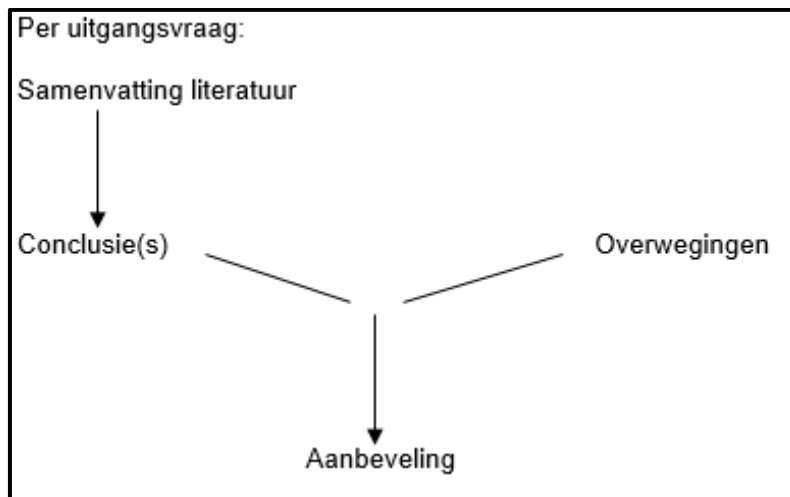 Per uitgangsvraag:
Samenvatting literatuur
Conclusie(s)
Overwegingen
Aanbeveling